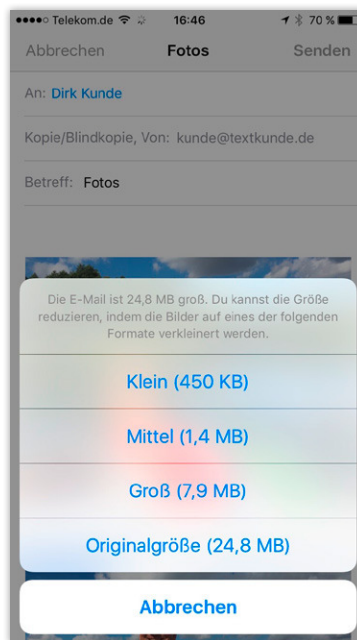 Telekom.de 16:46 70 %
Abbrechen Fotos Senden
An: Dirk Kunde
Kopie/Blindkopie, Von: kunde@textkunde.de
Betreff: Fotos
Die E-Mail ist 24,8 MB groß. Du kannst die Größe
reduzieren, indem die Bilder auf eines der folgenden
Formate verkleinert werden.
Klein (450 KB)
Mittel (1,4 MB)
Groß (7,9 MB)
Originalgröße (24,8 MB)
Abbrechen